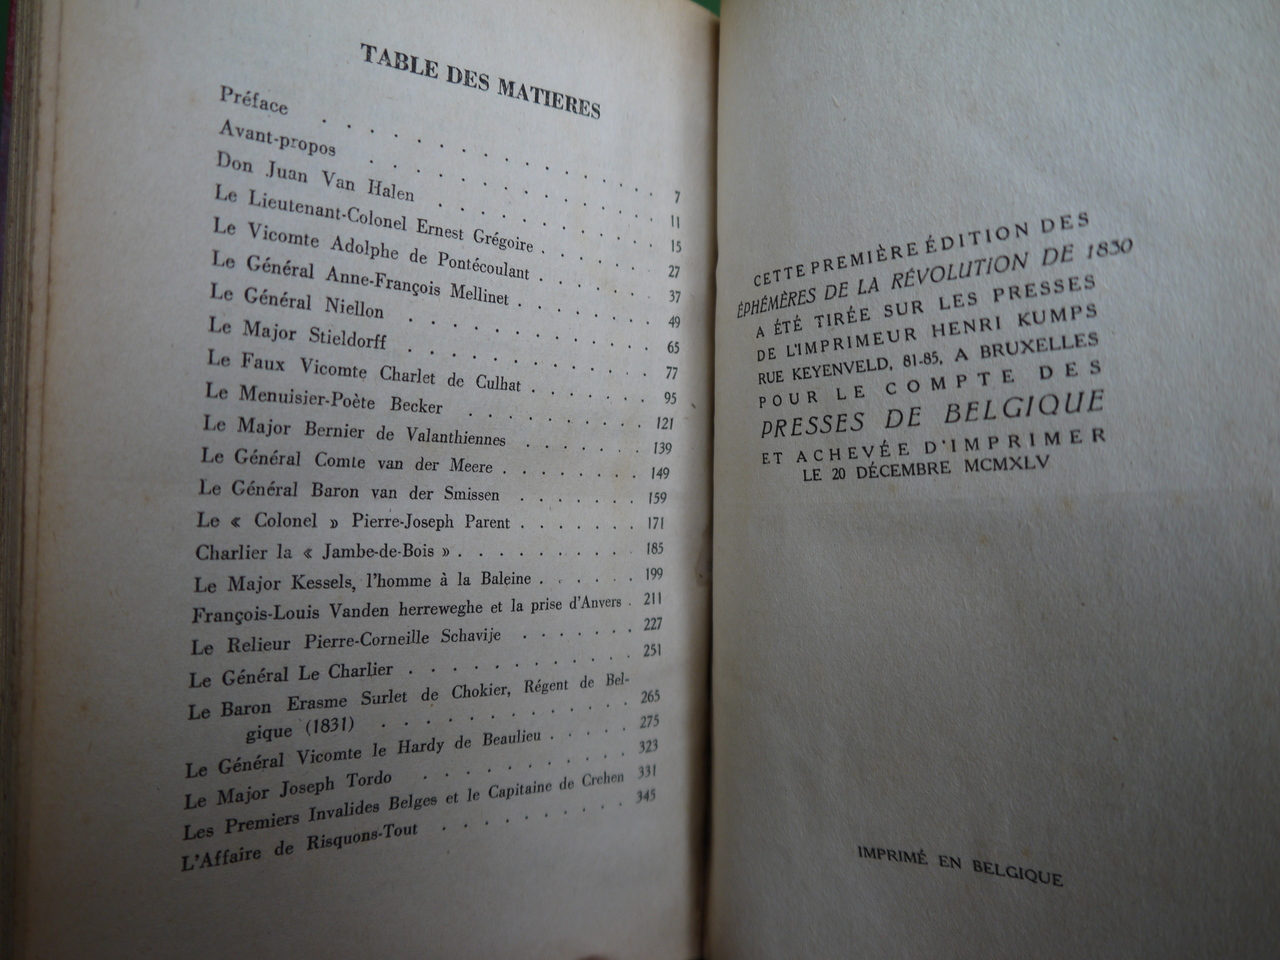 TABLE DES MATIERES
Préface . . . . . . . . . . . . . 7
Avant-propos . . . . . . . . . . . . 11
Don Juan Van Halen . . . . . . . . . 15
Le Lieutenant-Colonel Ernest Grégoire . . . . . 27
Le Vicomte Adolphe de Pontécoulant . . . . . 37
Le Général Anne-François Mellinet . . . . . . 49
Le Général Niellon . . . . . . . . . . 65
Le Major Stieldorff . . . . . . . . . . 77
Le Faux Vicomte Charlet de Culhat . . . . . . 95
Le Menuisier-Poète Becker . . . . . . . . 121
Le Major Bernier de Valanthiennes . . . . . . 139
Le Général Comte van der Meere . . . . . . 149
Le Général Baron van der Smissen . . . . . . 159
Le « Colonel » Pierre-Joseph Parent . . . . . . 171
Charlier la « Jambe-de-Bois » . . . . . . . . 185
Le Major Kessels, l'homme à la Baleine . . . . . 199
François-Louis Vanden herreweghe et la prise d'Anvers . 211
Le Relieur Pierre-Corneille Schavije . . . . . . 227
Le Général Le Charlier . . . . . . . . . . 251
Le Baron Erasme Surlet de Chokier, Régent de Bel-
gique (1831) . . . . . . . . . . . 265
Le Général Vicomte le Hardy de Beaulieu . . . . . 275
Le Major Joseph Tordo . . . . . . . . . 323
Les Premiers Invalides Belges et le Capitaine de Crehen 331
L'Affaire de Risquons-Tout . . . . . . . . 345
CETTE PREMIÈRE ÉDITION DES
ÉPHÉMÈRES DE LA RÉVOLUTION DE 1830
A ÉTÉ TIRÉE SUR LES PRESSES
DE L'IMPRIMEUR HENRI KUMPS
RUE KEYENVELD, 81-85, A BRUXELLES
POUR LE COMPTE DES
PRESSES DE BELGIQUE
ET ACHEVÉE D'IMPRIMER
LE 20 DÉCEMBRE MCMXLV
IMPRIMÉ EN BELGIQUE